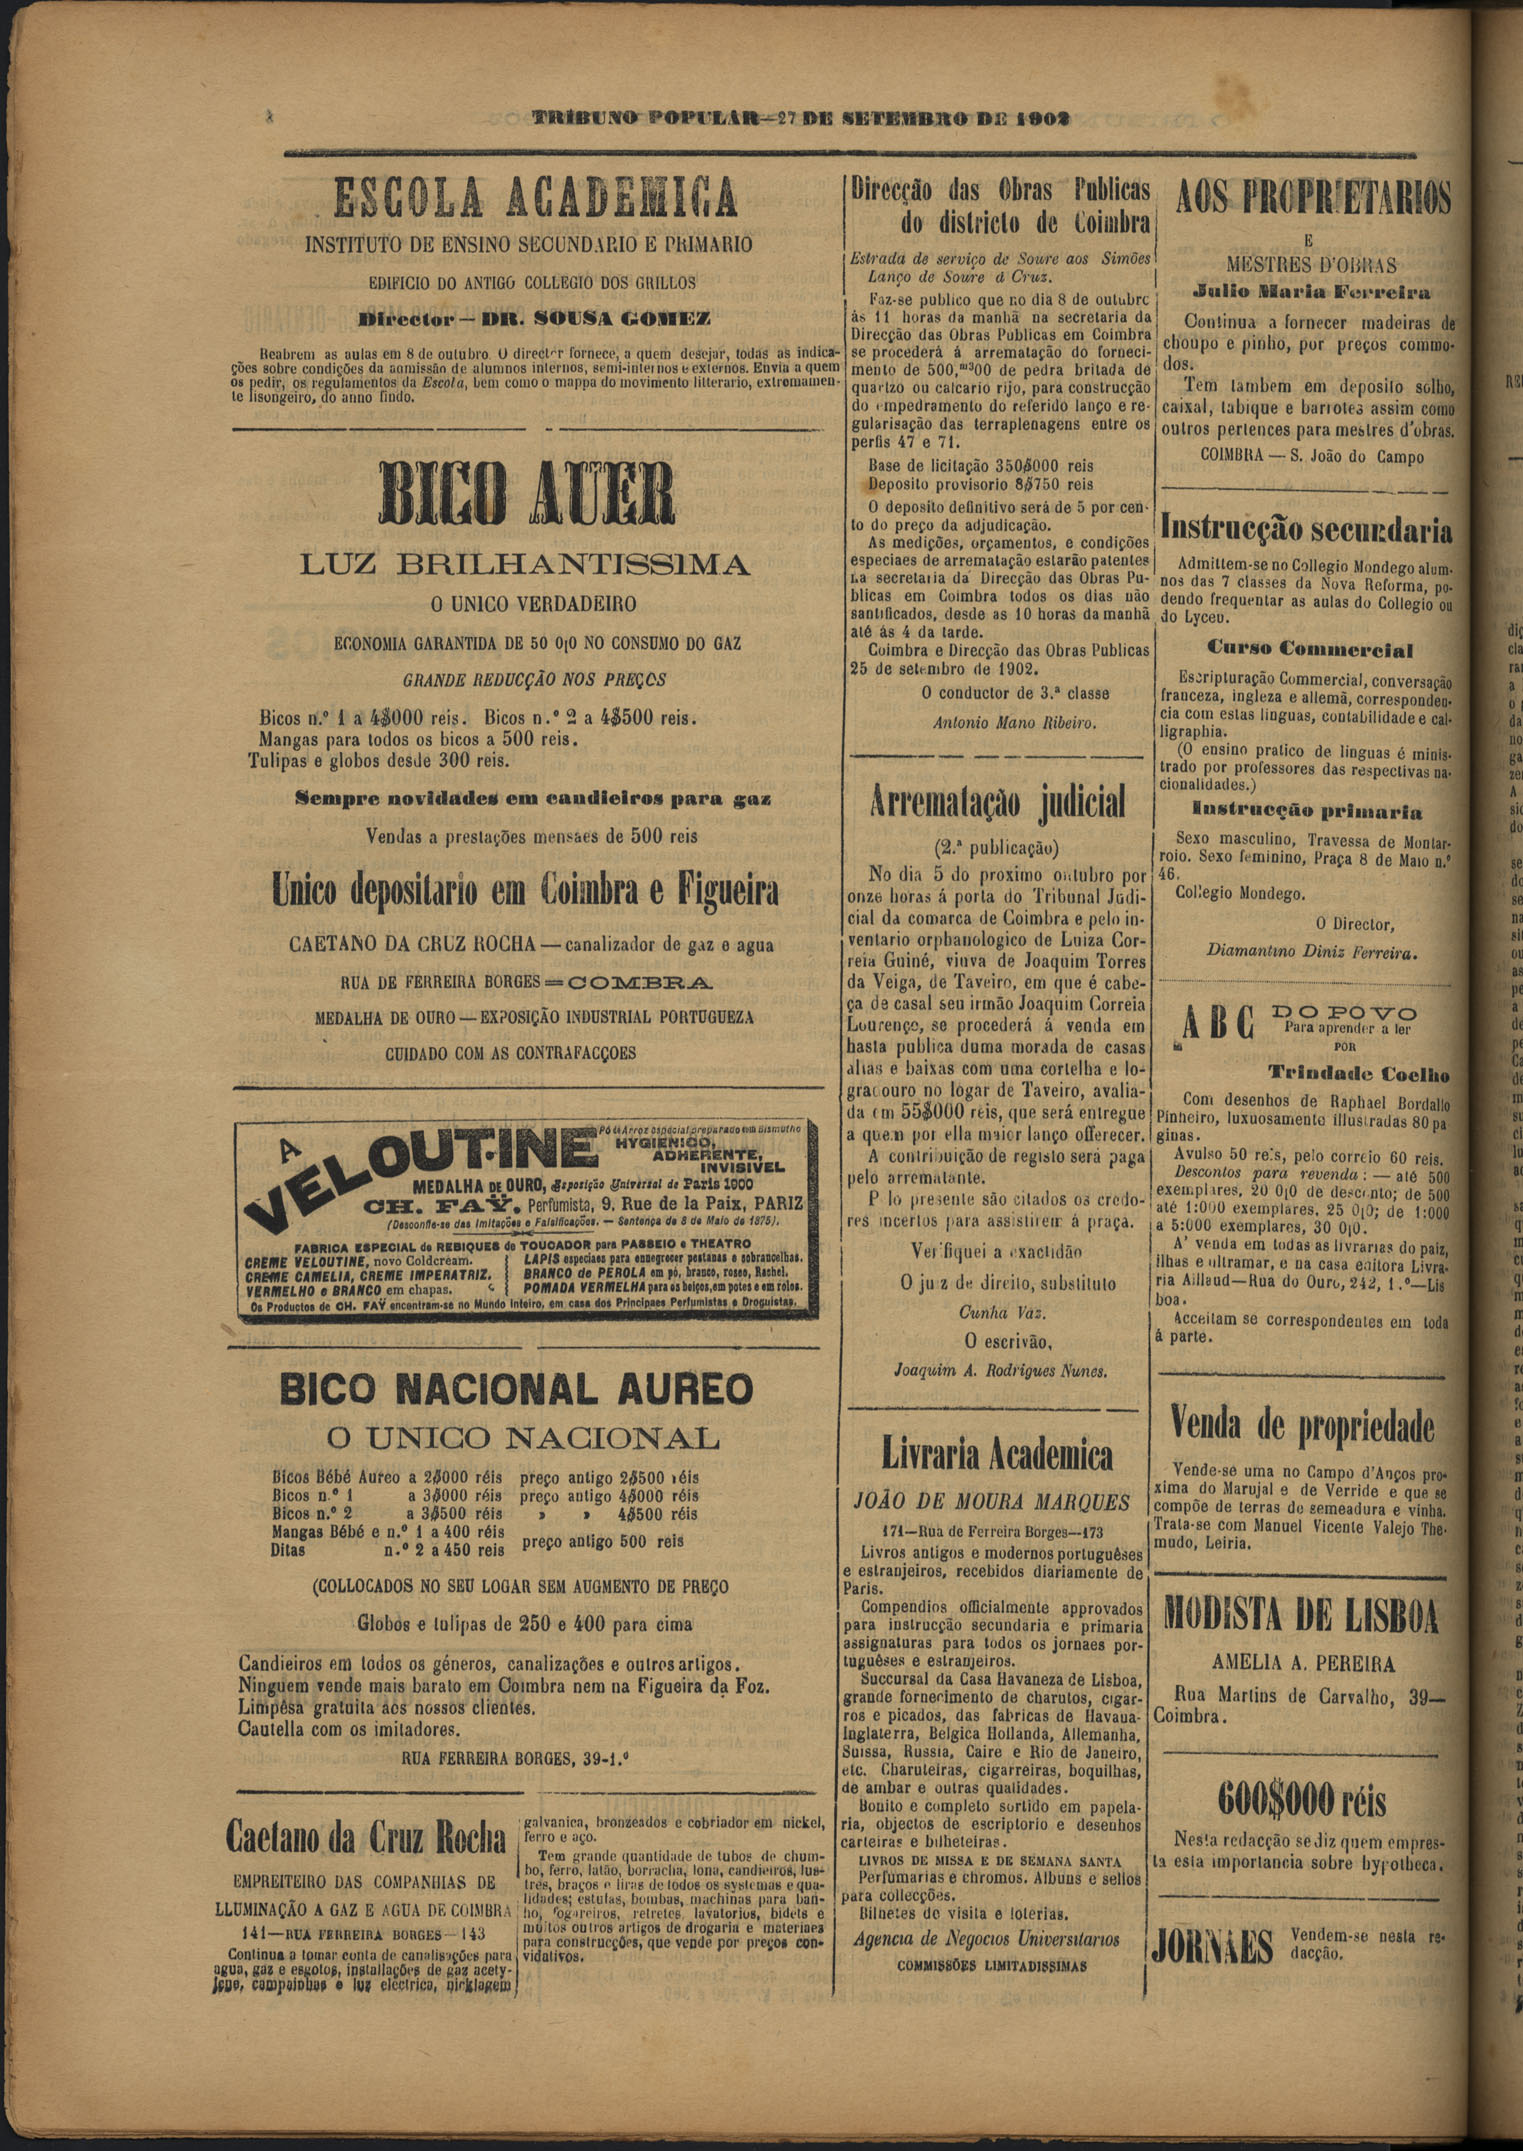 TRIBUNO POPULAR—27 DE SETEMBRO DE 1902
ESCOLA ACADEMICA
INSTITUTO DE ENSINO SECUNDARIO E PRIMARIO
EDIFICIO DO ANTIGO COLLEGIO DOS GRILLOS
Director—DR. SOUSA GOMEZ
Reabrem as aulas em 8 de outubro. O director fornece, a quem desejar, todas as indica-
ções sobre condições da admissão de alumnos internos, semi-internos e externos. Envia a quem
os pedir, os regulamentos da Escola, bem como o mappa do movimento litterario, extremamen-
te lisongeiro, do anno findo.
BICO AUER
LUZ BRILHANTISSIMA
O UNICO VERDADEIRO
ECONOMIA GARANTIDA DE 50 0|0 NO CONSUMO DO GAZ
GRANDE REDUCÇÃO NOS PREÇOS
Bicos n.º 1 a 4$000 reis. Bicos n.º 2 a 4$500 reis.
Mangas para todos os bicos a 500 reis.
Tulipas e globos desde 300 reis.
Sempre novidades em candieiros para gaz
Vendas a prestações mensaes de 500 reis
Unico depositario em Coimbra e Figueira
CAETANO DA CRUZ ROCHA—canalizador de gaz e agua
RUA DE FERREIRA BORGES=COMBRA
MEDALHA DE OURO—EXPOSIÇÃO INDUSTRIAL PORTUGUEZA
CUIDADO COM AS CONTRAFACÇOES
A VELOUTINE
Pó de Arroz especial preparado com Bismutho
HYGIENICO,
ADHERENTE,
INVISIVEL
MEDALHA DE OURO, Exposição Universal de Paris 1900
CH. FAY, Perfumista, 9, Rue de la Paix, PARIZ
(Desconfie-se das Imitações e Falsificações. — Sentença de 8 de Maio de 1875).
FABRICA ESPECIAL de REBIQUES de TOUCADOR para PASSEIO e THEATRO
CREME VELOUTINE, novo Coldcream.
CREME CAMELIA, CREME IMPERATRIZ.
VERMELHO e BRANCO em chapas.
LAPIS especiaes para ennegrecer pestanas e sobrancelhas.
BRANCO de PEROLA em pó, branco, roseo, Rachel.
POMADA VERMELHA para os beiços, em potes e em rolos.
Os Productos de CH. FAY encontram-se no Mundo Inteiro, em casa dos Principaes Perfumistas e Droguistas.
BICO NACIONAL AUREO
O UNICO NACIONAL
Bicos Bébé Aureo a 2$000 réis preço antigo 2$500 réis
Bicos n.º 1 a 3$000 réis preço antigo 4$000 réis
Bicos n.º 2 a 3$500 réis » » 4$500 réis
Mangas Bébé e n.º 1 a 400 réis
Ditas n.º 2 a 450 reis preço antigo 500 reis
(COLLOCADOS NO SEU LOGAR SEM AUGMENTO DE PREÇO
Globos e tulipas de 250 e 400 para cima
Candieiros em todos os géneros, canalizações e outros artigos.
Ninguem vende mais barato em Coimbra nem na Figueira da Foz.
Limpêsa gratuita aos nossos clientes.
Cautella com os imitadores.
RUA FERREIRA BORGES, 39-1.º
Caetano da Cruz Rocha
EMPREITEIRO DAS COMPANHIAS DE
LLUMINAÇÃO A GAZ E AGUA DE COIMBRA
141—RUA FERREIRA BORGES—143
Continua a tomar conta de canalisações para
agua, gaz e esgotos, installações de gaz acety-
lene, campainhas e luz electrica, nicklagem
galvanica, bronzeados e cobriador em nickel,
ferro e aço.
Tem grande quantidade de tubos de chum-
bo, ferro, latão, borracha, lona, candieiros, lus-
tres, braços e liras de todos os systemas e qua-
lidades; estufas, bombas, machinas para ban-
ho, fogareiros, retretes, lavatorios, bidets e
muitos outros artigos de drogaria e materiaes
para construcções, que vende por preços con-
vidativos.
Direcção das Obras Publicas
do districto de Coimbra
Estrada de serviço de Soure aos Simões
Lanço de Soure á Cruz.
Faz-se publico que no dia 8 de outubro
ás 11 horas da manhã na secretaria da
Direcção das Obras Publicas em Coimbra
se procederá á arrematação do forneci-
mento de 500,m300 de pedra britada de
quartzo ou calcario rijo, para construcção
do empedramento do referido lanço e re-
gularisação das terraplenagens entre os
perfis 47 e 71.
Base de licitação 350$000 reis
Deposito provisorio 8$750 reis
O deposito definitivo será de 5 por cen-
to do preço da adjudicação.
As medições, orçamentos, e condições
especiaes de arrematação estarão patentes
na secretaria da Direcção das Obras Pu-
blicas em Coimbra todos os dias não
santificados, desde as 10 horas da manhã
até ás 4 da tarde.
Coimbra e Direcção das Obras Publicas
25 de setembro de 1902.
O conductor de 3.ª classe
Antonio Mano Ribeiro.
Arrematação judicial
(2.ª publicação)
No dia 5 do proximo outubro por
onze horas á porta do Tribunal Judi-
cial da comarca de Coimbra e pelo in-
ventario orphanologico de Luiza Cor-
reia Guiné, viuva de Joaquim Torres
da Veiga, de Taveiro, em que é cabe-
ça de casal seu irmão Joaquim Correia
Lourenço, se procederá á venda em
hasta publica duma morada de casas
altas e baixas com uma cortelha e lo-
gradouro no logar de Taveiro, avalia-
da em 55$000 réis, que será entregue
a quem por ella maior lanço offerecer.
A contribuição de registo será paga
pelo arrematante.
P lo presente são citados os credo-
res incertos para assistirem á praça.
Verifiquei a exactidão
O juiz de direito, substituto
Cunha Vaz.
O escrivão,
Joaquim A. Rodrigues Nunes.
Livraria Academica
JOÃO DE MOURA MARQUES
171—Rua de Ferreira Borges—173
Livros antigos e modernos portuguêses
e estranjeiros, recebidos diariamente de
Paris.
Compendios officialmente approvados
para instrucção secundaria e primaria
assignaturas para todos os jornaes por-
tuguêses e estranjeiros.
Succursal da Casa Havaneza de Lisboa,
grande fornecimento de charutos, cigar-
ros e picados, das fabricas de Havaua-
Inglaterra, Belgica Hollanda, Allemanha,
Suissa, Russia, Caire e Rio de Janeiro,
etc. Charuteiras, cigarreiras, boquilhas,
de ambar e outras qualidades.
Bonito e completo sortido em papela-
ria, objectos de escriptorio e desenhos
carteiras e bilheteiras.
LIVROS DE MISSA E DE SEMANA SANTA
Perfumarias e chromos. Albuns e sellos
para collecções.
Bilhetes de visita e loterias.
Agencia de Negocios Universitarios
COMMISSÕES LIMITADISSIMAS
AOS PROPRIETARIOS
E
MESTRES D'OBRAS
Julio Maria Ferreira
Continua a fornecer madeiras de
choupo e pinho, por preços commo-
dos.
Tem tambem em deposito solho,
caixal, tabique e barrotes assim como
outros pertences para mestres d'obras.
COIMBRA—S. João do Campo
Instrucção secundaria
Admittem-se no Collegio Mondego alum-
nos das 7 classes da Nova Reforma, po-
dendo frequentar as aulas do Collegio ou
do Lyceu.
Curso Commercial
Escripturação Commercial, conversação
franceza, ingleza e allemã, corresponden-
cia com estas linguas, contabilidade e cal-
ligraphia.
(O ensino pratico de linguas é minis-
trado por professores das respectivas na-
cionalidades.)
Instrucção primaria
Sexo masculino, Travessa de Montar-
roio. Sexo feminino, Praça 8 de Maio n.º
46.
Collegio Mondego.
O Director,
Diamantino Diniz Ferreira.
A B C DO POVO
Para aprender a ler
POR
Trindade Coelho
Com desenhos de Raphael Bordallo
Pinheiro, luxuosamente illustradas 80 pa
ginas.
Avulso 50 reis, pelo correio 60 reis.
Descontos para revenda: — até 500
exemplares, 20 0|0 de desconto; de 500
até 1:000 exemplares, 25 0|0; de 1:000
a 5:000 exemplares, 30 0|0.
A' venda em todas as livrarias do paiz,
ilhas e ultramar, e na casa editora Livra-
ria Aillaud—Rua do Ouro, 242, 1.º—Lis
boa.
Acceitam se correspondentes em toda
á parte.
Venda de propriedade
Vende-se uma no Campo d'Anços pro-
xima do Marujal e de Verride e que se
compõe de terras de semeadura e vinha.
Trata-se com Manuel Vicente Valejo The-
mudo, Leiria.
MODISTA DE LISBOA
AMELIA A. PEREIRA
Rua Martins de Carvalho, 39—
Coimbra.
600$000 réis
Nesta redacção se diz quem empres-
ta esta importancia sobre hypotheca.
JORNAES Vendem-se nesta re-
dacção.